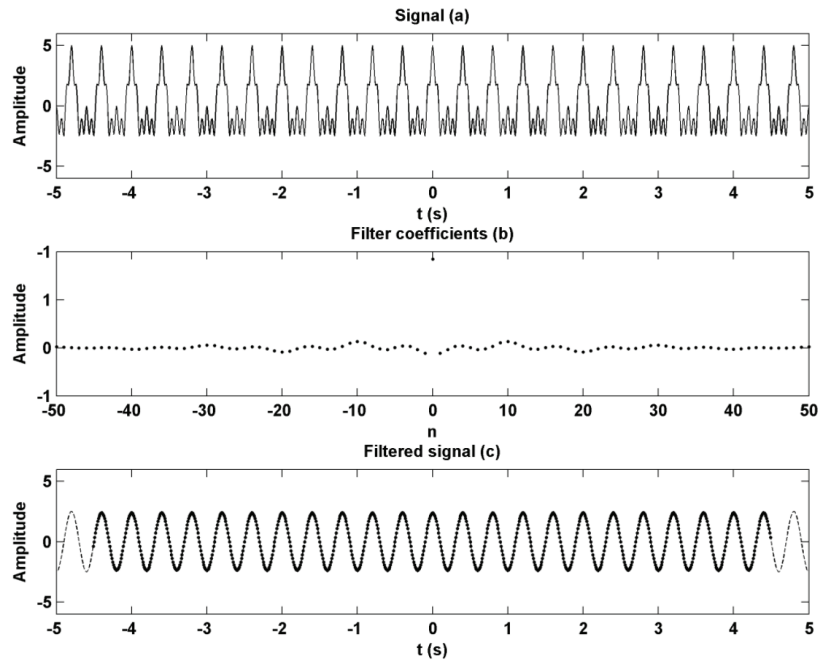 Signal (a)
Amplitude
5
0
-5
-5 -4 -3 -2 -1 0 1 2 3 4 5
t (s)
Filter coefficients (b)
Amplitude
-1
1
0
-1
-50 -40 -30 -20 -10 0 10 20 30 40 50
n
Filtered signal (c)
Amplitude
5
0
-5
-5 -4 -3 -2 -1 0 1 2 3 4 5
t (s)